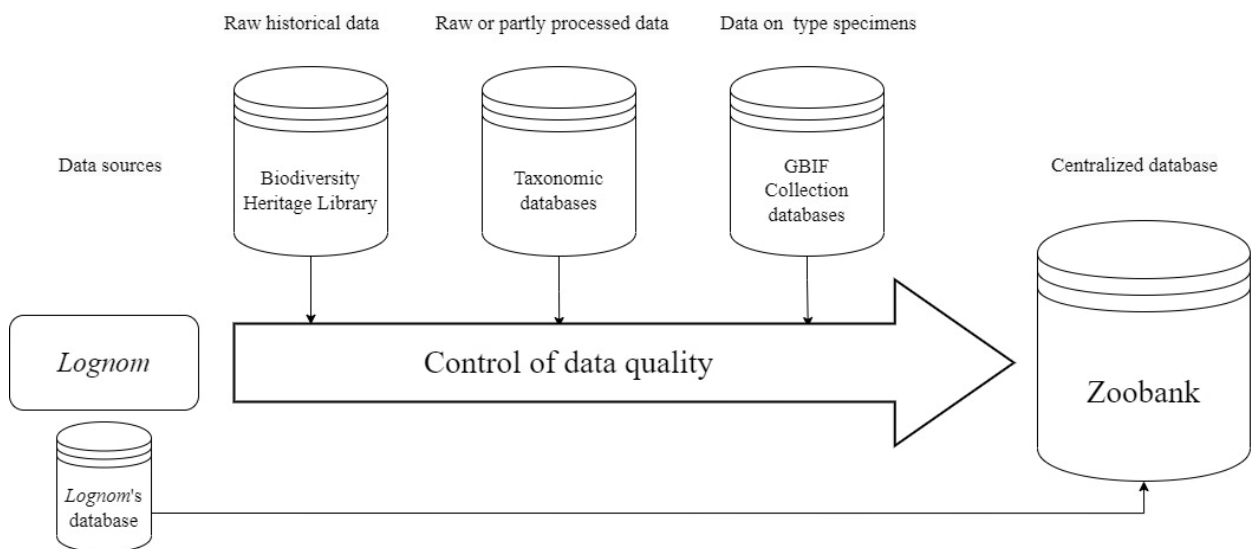 Raw historical data
Raw or partly processed data
Data on type specimens
Data sources
Biodiversity
Heritage Library
Taxonomic
databases
GBIF
Collection
databases
Centralized database
Lognom
Control of data quality
Zoobank
Lognom's
database